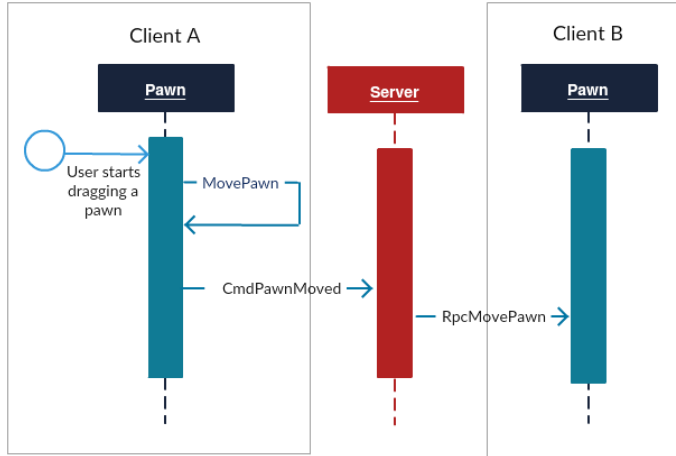 Client A
Client B
Pawn
Server
Pawn
User starts
dragging a
pawn
MovePawn
CmdPawnMoved
RpcMovePawn